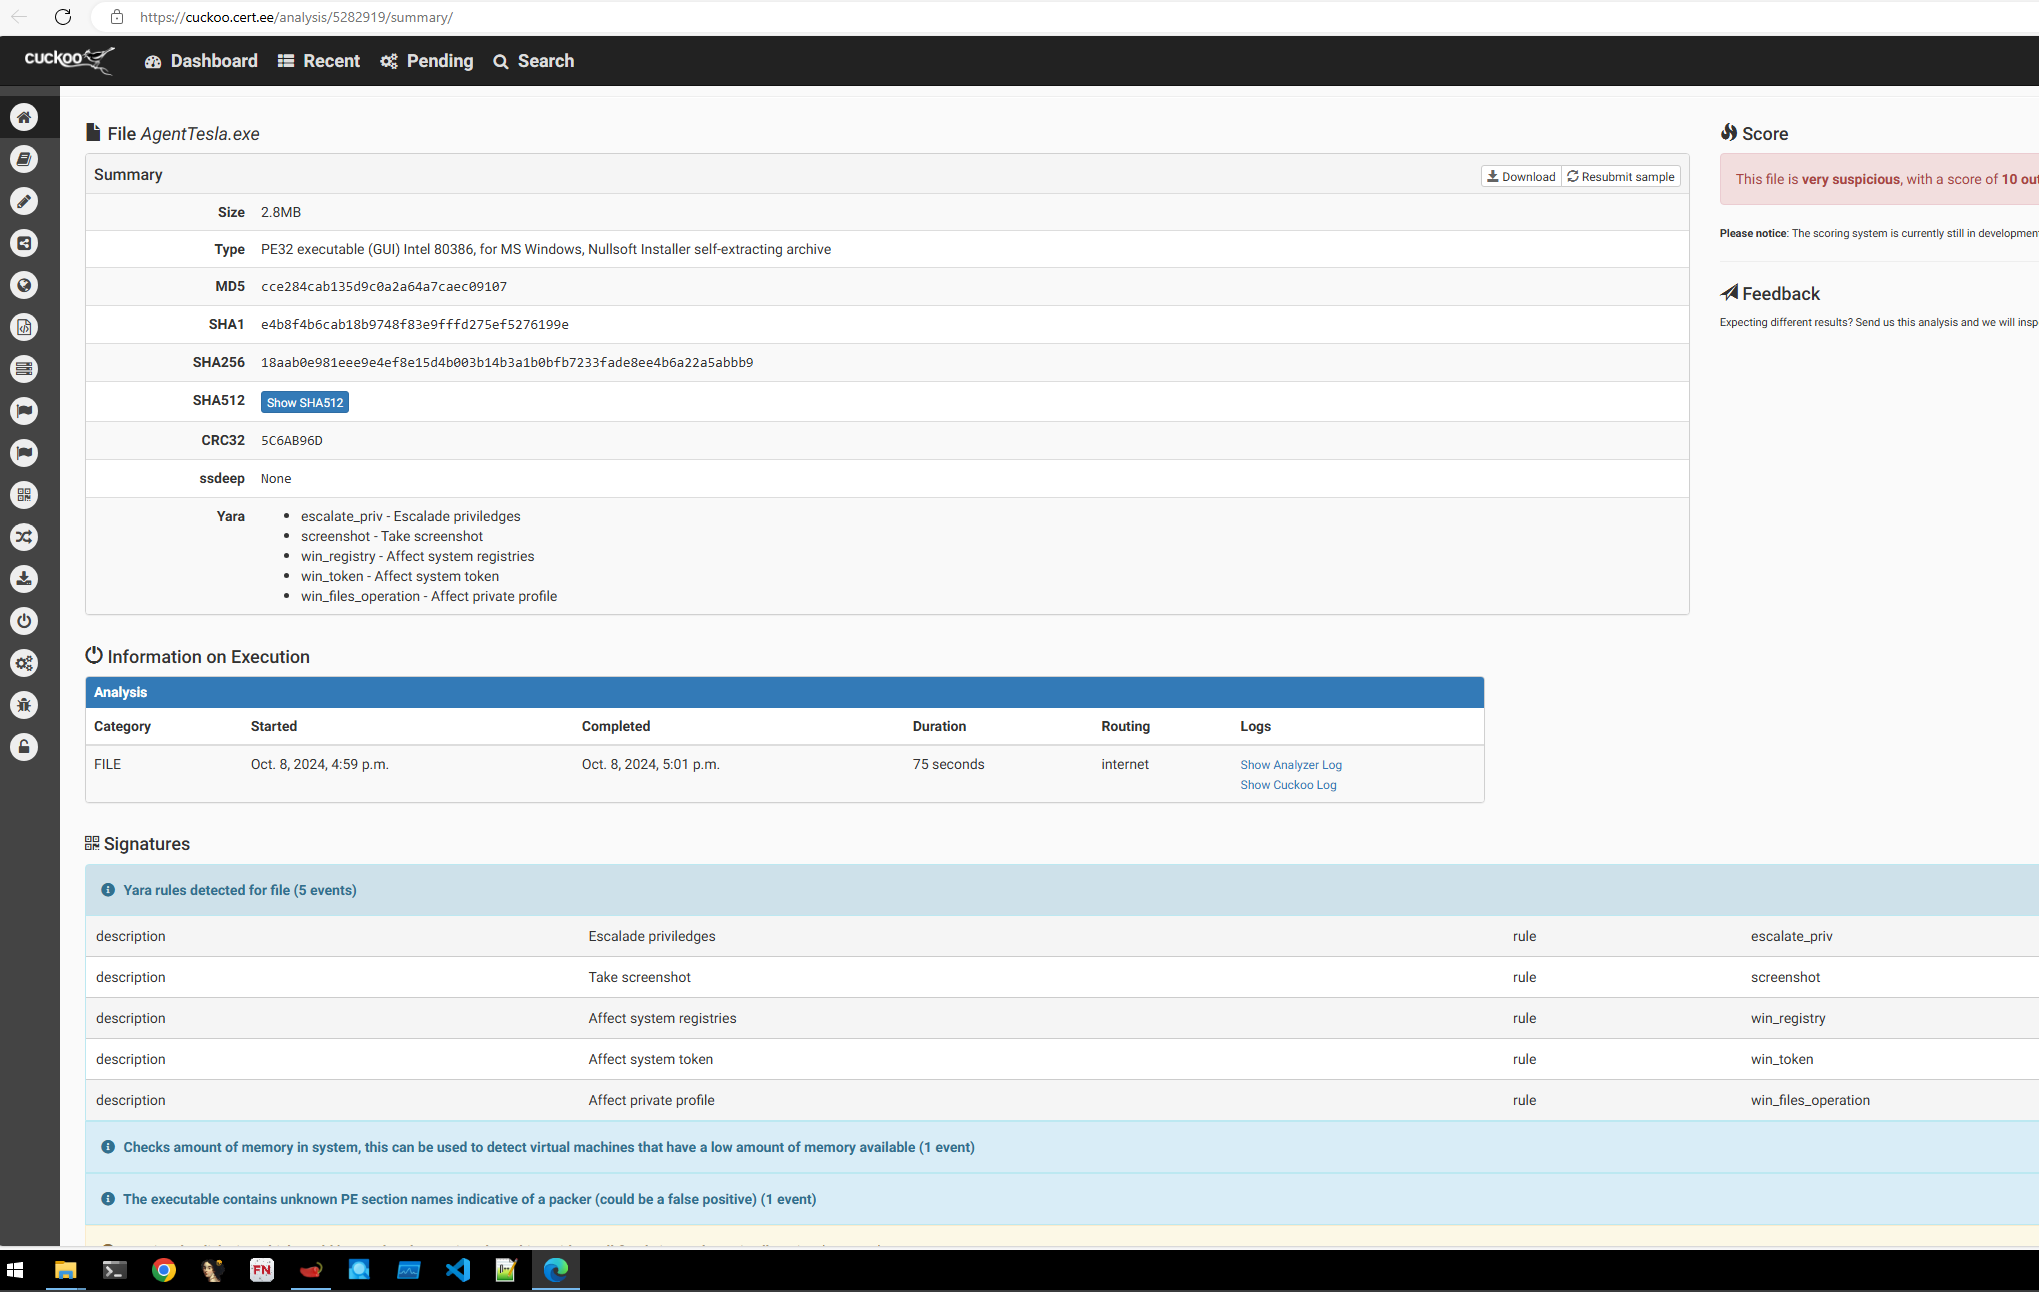 https://cuckoo.cert.ee/analysis/5282919/summary/
cuckoo Dashboard Recent Pending Search
File AgentTesla.exe
Summary Download Resubmit sample
Size 2.8MB
Type PE32 executable (GUI) Intel 80386, for MS Windows, Nullsoft Installer self-extracting archive
MD5 cce284cab135d9c0a2a64a7caec09107
SHA1 e4b8f4b6cab18b9748f83e9fffd275ef5276199e
SHA256 18aab0e981eee9e4ef8e15d4b003b14b3a1b0bfb7233fade8ee4b6a22a5abbb9
SHA512 Show SHA512
CRC32 5C6AB96D
ssdeep None
Yara
escalate_priv - Escalade priviledges
screenshot - Take screenshot
win_registry - Affect system registries
win_token - Affect system token
win_files_operation - Affect private profile
Score
This file is very suspicious, with a score of 10 out
Please notice: The scoring system is currently still in developmen
Feedback
Expecting different results? Send us this analysis and we will insp
Information on Execution
Analysis
Category Started Completed Duration Routing Logs
FILE Oct. 8, 2024, 4:59 p.m. Oct. 8, 2024, 5:01 p.m. 75 seconds internet Show Analyzer Log
Show Cuckoo Log
Signatures
Yara rules detected for file (5 events)
description Escalade priviledges rule escalate_priv
description Take screenshot rule screenshot
description Affect system registries rule win_registry
description Affect system token rule win_token
description Affect private profile rule win_files_operation
Checks amount of memory in system, this can be used to detect virtual machines that have a low amount of memory available (1 event)
The executable contains unknown PE section names indicative of a packer (could be a false positive) (1 event)
FN